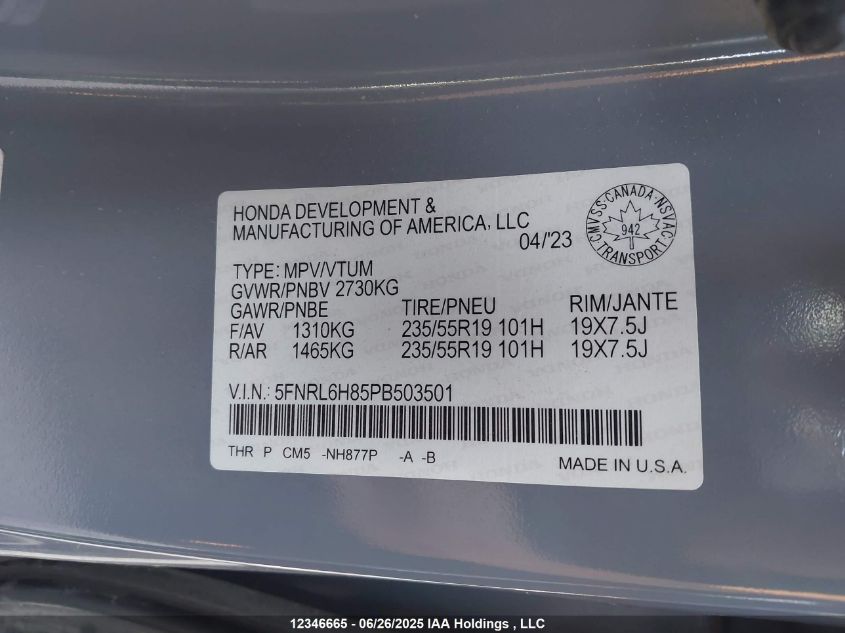 HONDA DEVELOPMENT &
MANUFACTURING OF AMERICA, LLC
04/'23
CMVSS·CANADA·NSVAC
942
TRANSPORT
TYPE: MPV/VTUM
GVWR/PNBV 2730KG
GAWR/PNBE TIRE/PNEU RIM/JANTE
F/AV 1310KG 235/55R19 101H 19X7.5J
R/AR 1465KG 235/55R19 101H 19X7.5J
V.I.N.: 5FNRL6H85PB503501
THR P CM5 -NH877P -A -B
MADE IN U.S.A.
12346665 - 06/26/2025 IAA Holdings , LLC